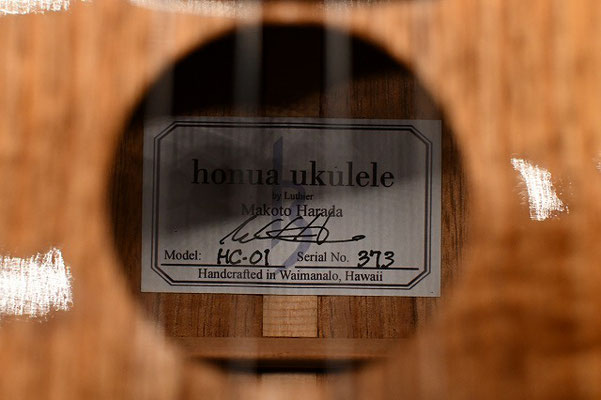 honua ukulele
by Luthier
Makoto Harada
Model: HC-01 Serial No. 373
Handcrafted in Waimanalo, Hawaii